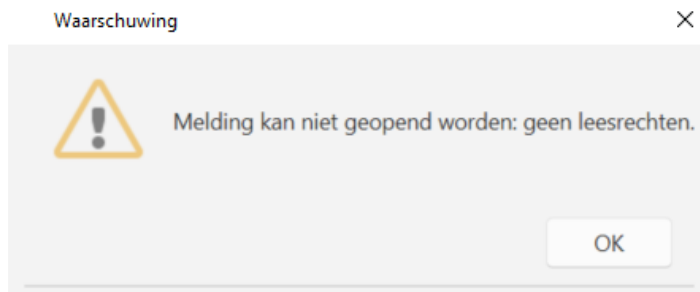 Waarschuwing
Melding kan niet geopend worden: geen leesrechten.
OK